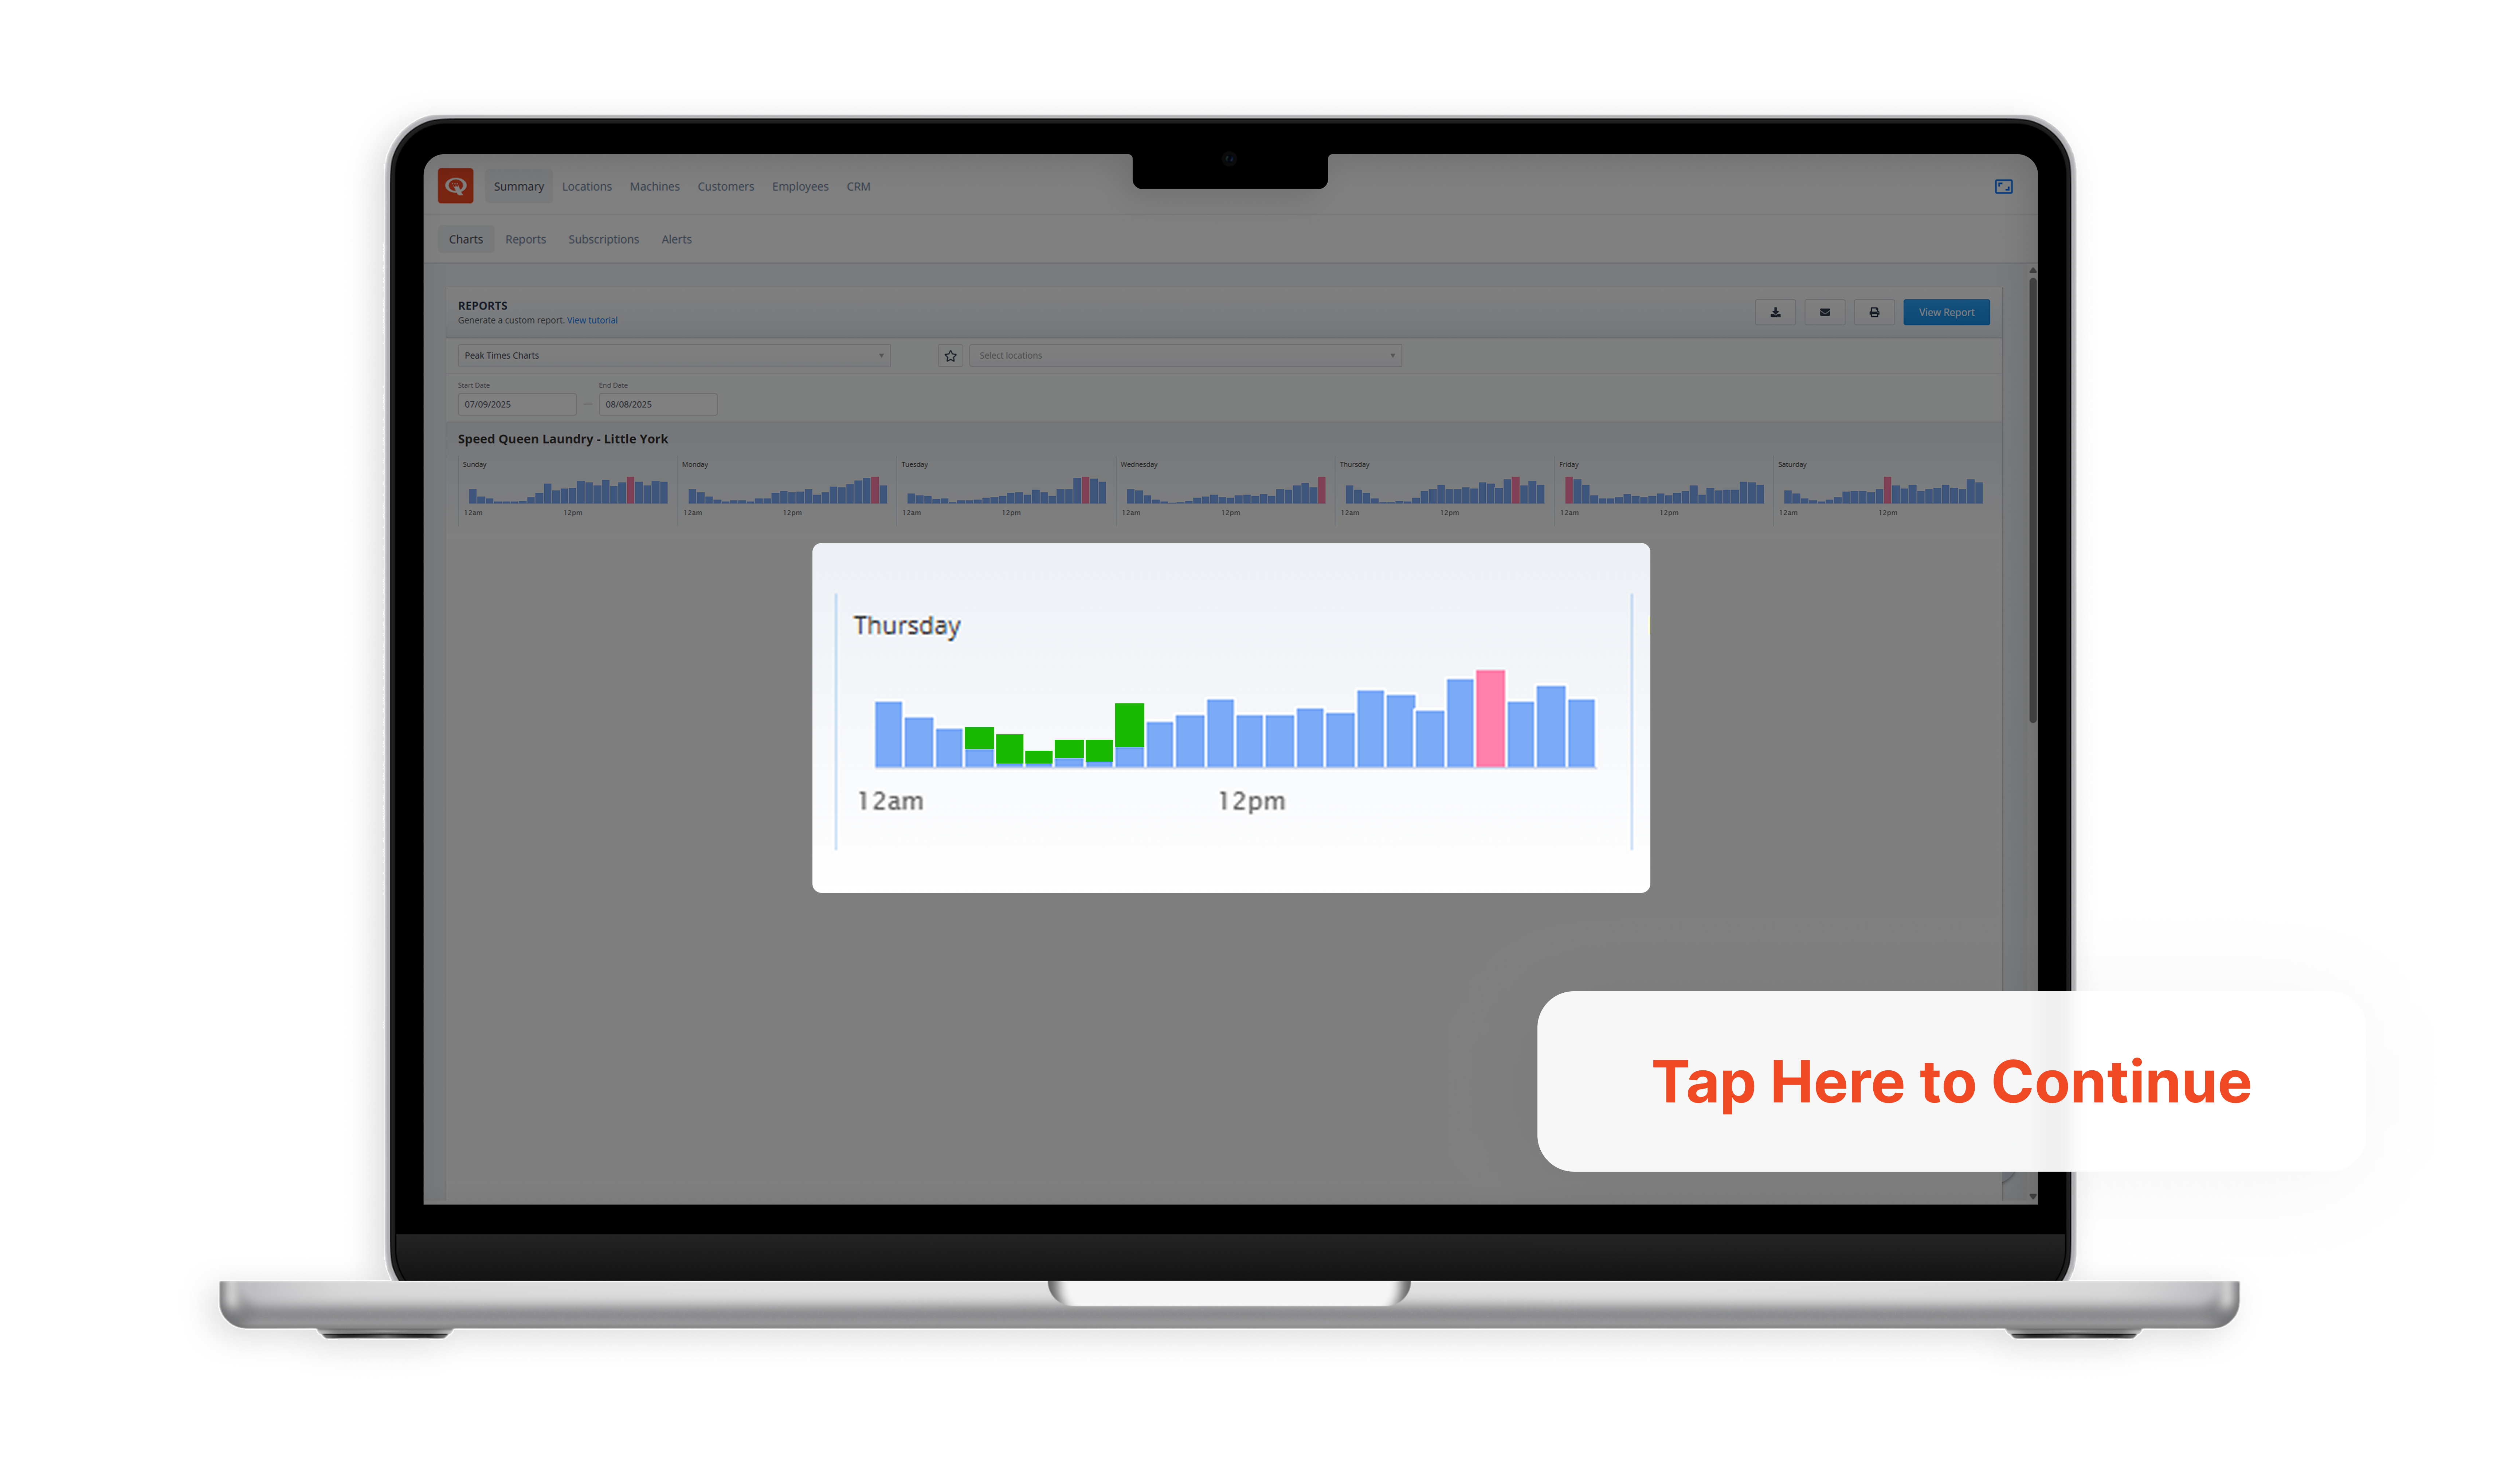 Summary Locations Machines Customers Employees CRM
Charts Reports Subscriptions Alerts
REPORTS
Generate a custom report. View tutorial
View Report
Peak Times Charts
Select locations
Start Date
End Date
07/09/2025 — 08/08/2025
Speed Queen Laundry - Little York
Sunday Monday Tuesday Wednesday Thursday Friday Saturday
12am 12pm 12am 12pm 12am 12pm 12am 12pm 12am 12pm 12am 12pm 12am 12pm
Thursday
12am 12pm
Tap Here to Continue